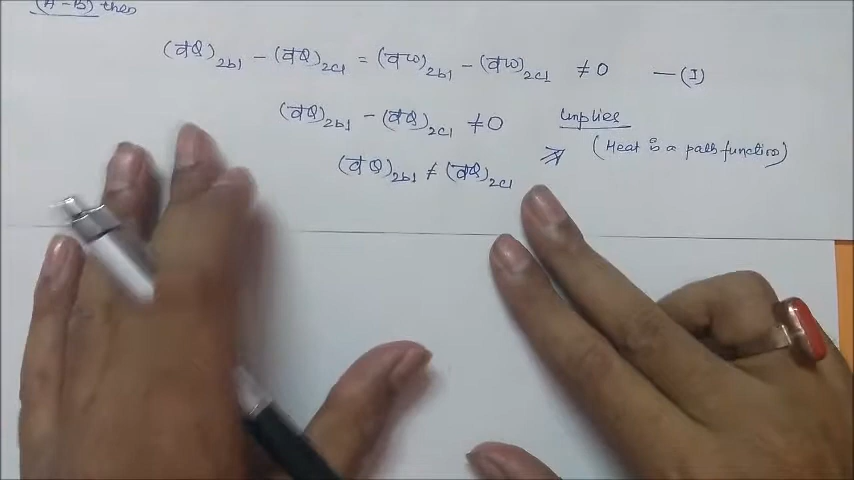 (A-B) then
(đQ)₂b₁ - (đQ)₂c₁ = (đw)₂b₁ - (đw)₂c₁ ≠ 0 — (I)
(đQ)₂b₁ - (đQ)₂c₁ ≠ 0 implies
(đQ)₂b₁ ≠ (đQ)₂c₁ ⇒ (Heat is a path function)